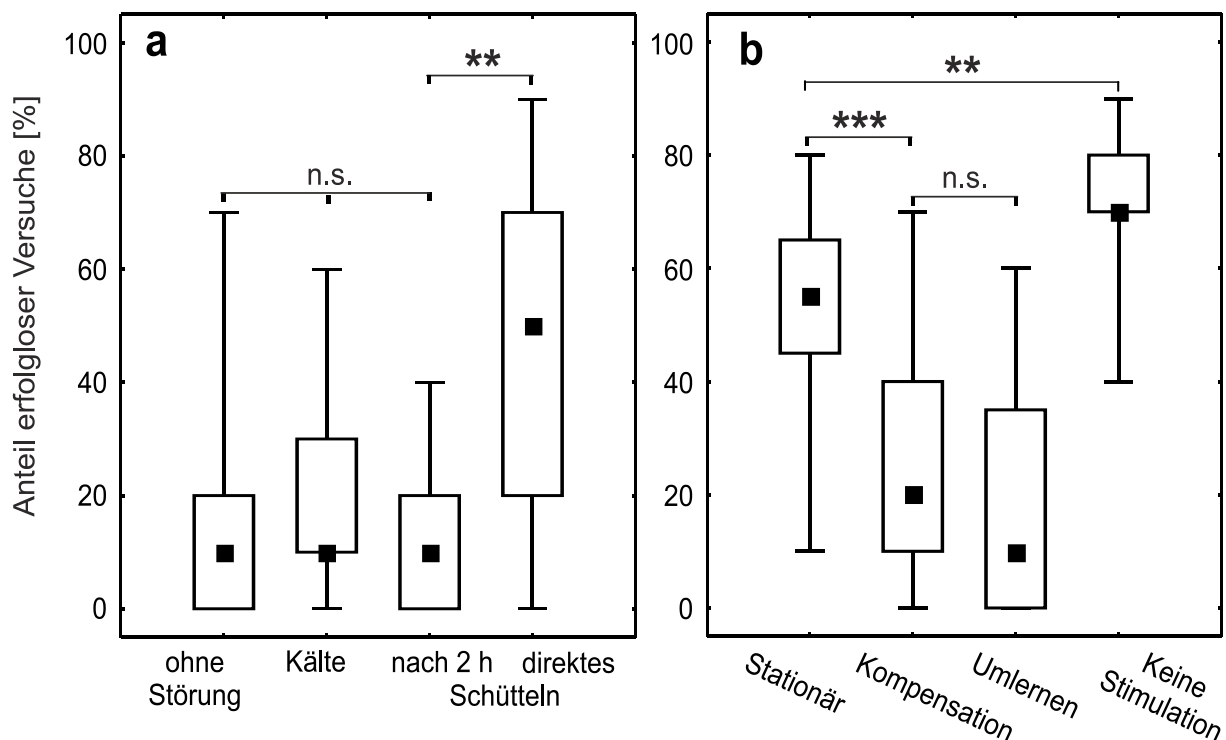 Anteil erfolgloser Versuche [%]
a
100
80
60
40
20
0
**
n.s.
ohne Störung
Kälte
nach 2 h
direktes
Schütteln
b
100
80
60
40
20
0
**
***
n.s.
Stationär
Kompensation
Umlernen
Keine
Stimulation